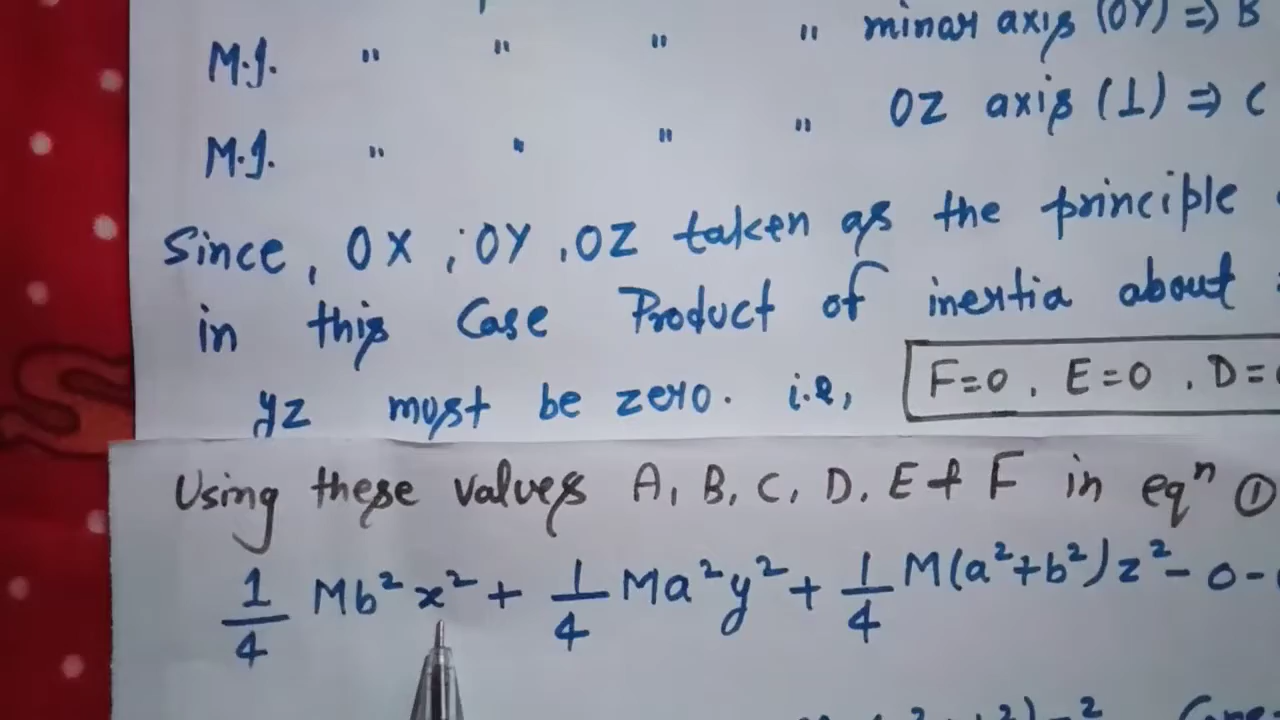 M.I. " " " " minor axis (OY) ⇒ B
M.I. " " " " OZ axis (⊥) ⇒ C
Since, OX, OY, OZ taken as the principle
in this Case Product of inertia about
yz must be zero. i.e, F=0, E=0, D=
Using these values A, B, C, D, E & F in eqⁿ ①
1/4 Mb²x² + 1/4 Ma²y² + 1/4 M(a²+b²)z² - 0 -